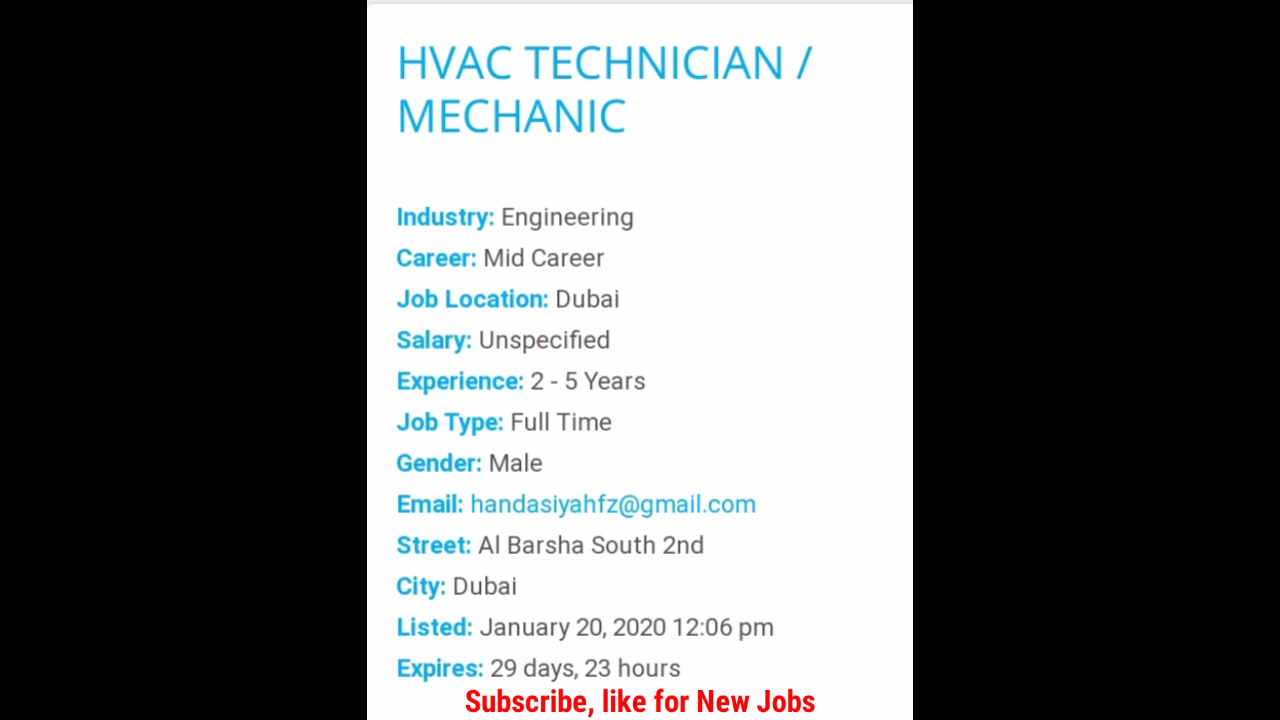 HVAC TECHNICIAN /
MECHANIC
Industry: Engineering
Career: Mid Career
Job Location: Dubai
Salary: Unspecified
Experience: 2 - 5 Years
Job Type: Full Time
Gender: Male
Email: handasiyahfz@gmail.com
Street: Al Barsha South 2nd
City: Dubai
Listed: January 20, 2020 12:06 pm
Expires: 29 days, 23 hours
Subscribe, like for New Jobs